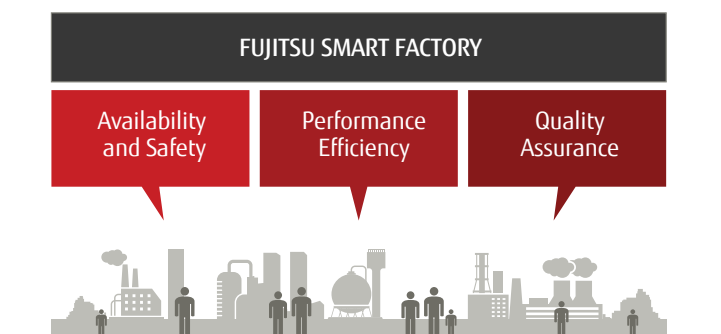 FUJITSU SMART FACTORY
Availability
and Safety
Performance
Efficiency
Quality
Assurance